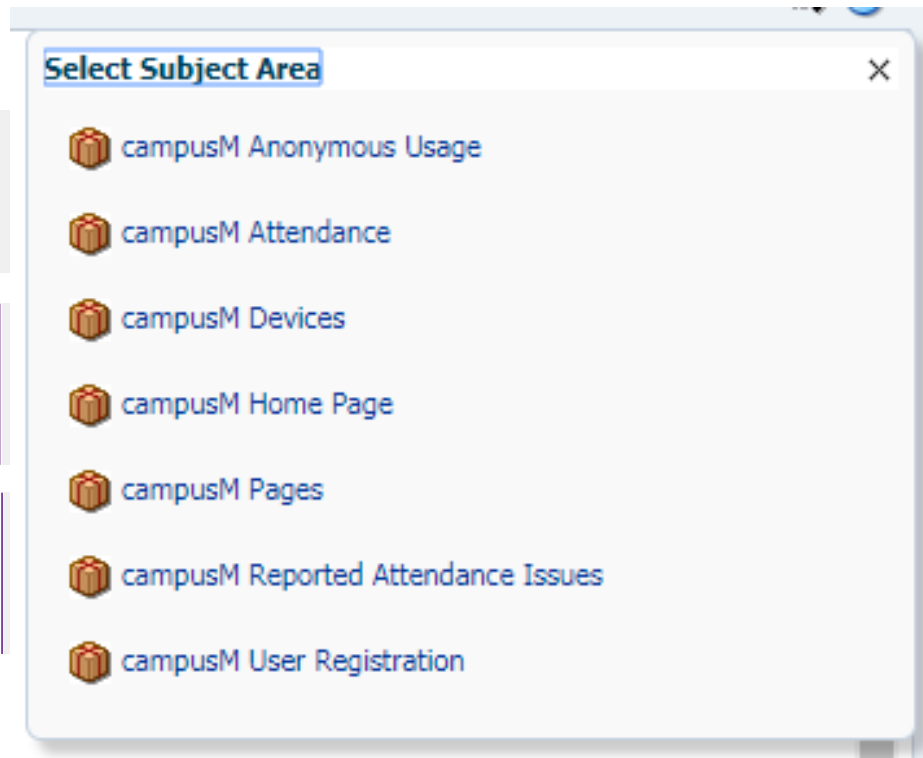 Select Subject Area
campusM Anonymous Usage
campusM Attendance
campusM Devices
campusM Home Page
campusM Pages
campusM Reported Attendance Issues
campusM User Registration